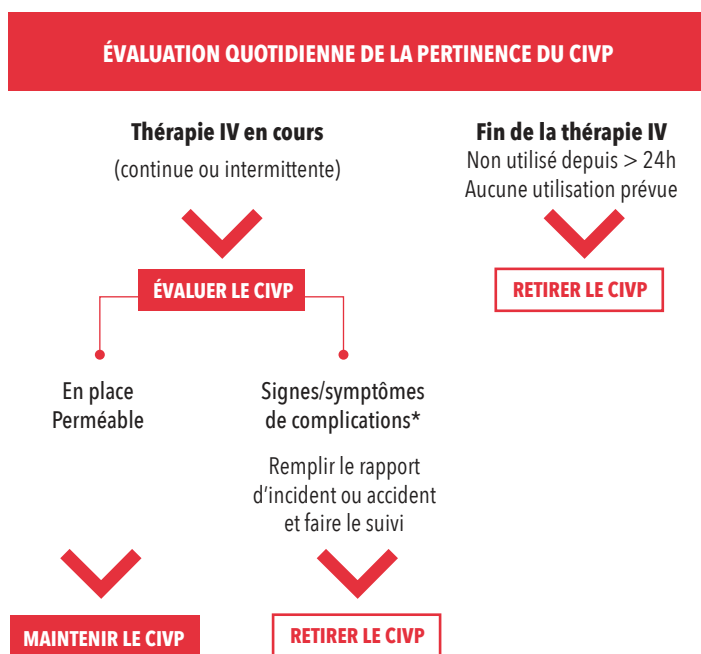 ÉVALUATION QUOTIDIENNE DE LA PERTINENCE DU CIVP
Thérapie IV en cours
(continue ou intermittente)
Fin de la thérapie IV
Non utilisé depuis > 24h
Aucune utilisation prévue
ÉVALUER LE CIVP
RETIRER LE CIVP
En place
Perméable
Signes/symptômes
de complications*
Remplir le rapport
d'incident ou accident
et faire le suivi
MAINTENIR LE CIVP
RETIRER LE CIVP